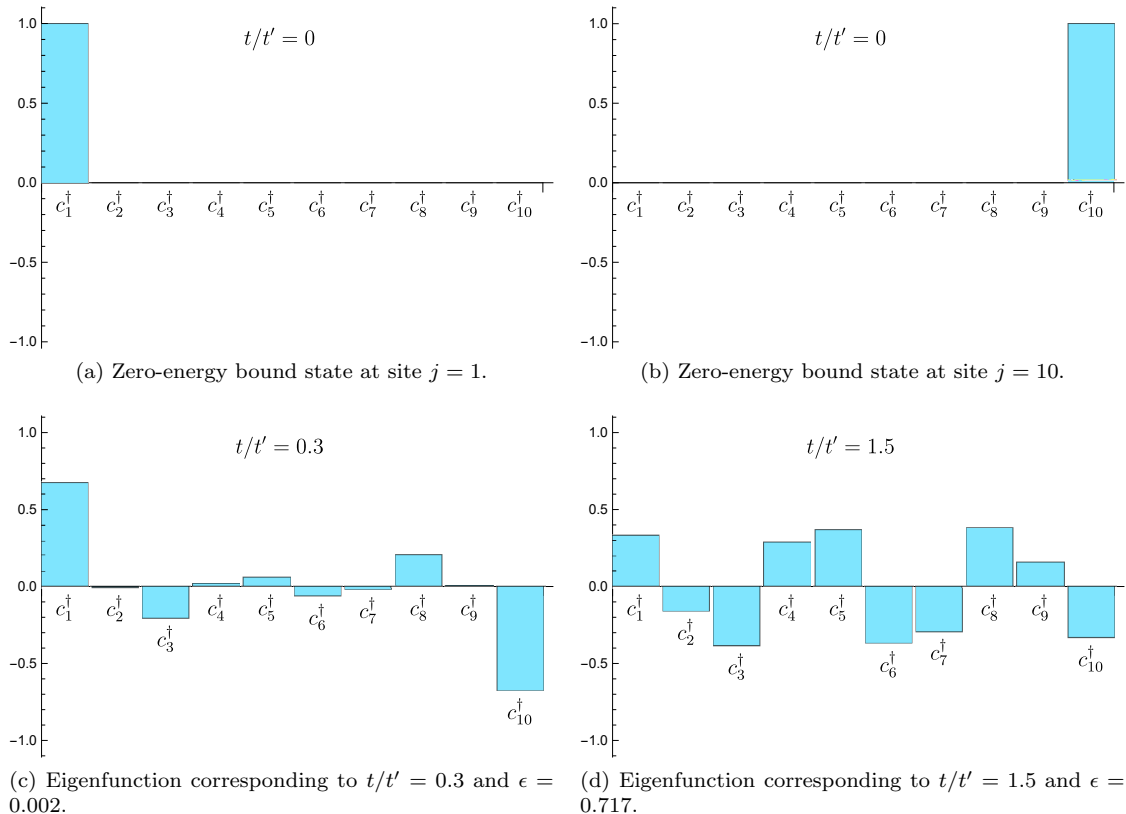 t/t′ = 0
1.0
0.5
0.0
−0.5
−1.0
c†1 c†2 c†3 c†4 c†5 c†6 c†7 c†8 c†9 c†10
(a) Zero-energy bound state at site j = 1.
t/t′ = 0
1.0
0.5
0.0
−0.5
−1.0
c†1 c†2 c†3 c†4 c†5 c†6 c†7 c†8 c†9 c†10
(b) Zero-energy bound state at site j = 10.
t/t′ = 0.3
1.0
0.5
0.0
−0.5
−1.0
c†1 c†2 c†3 c†4 c†5 c†6 c†7 c†8 c†9 c†10
(c) Eigenfunction corresponding to t/t′ = 0.3 and ϵ =
0.002.
t/t′ = 1.5
1.0
0.5
0.0
−0.5
−1.0
c†1 c†2 c†3 c†4 c†5 c†6 c†7 c†8 c†9 c†10
(d) Eigenfunction corresponding to t/t′ = 1.5 and ϵ =
0.717.